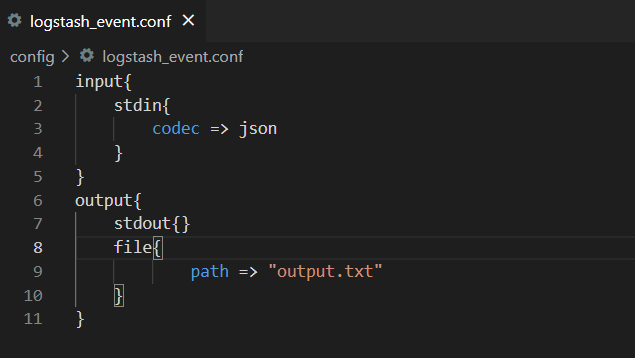 logstash_event.conf ×
config > logstash_event.conf
1 input{
2     stdin{
3         codec => json
4     }
5 }
6 output{
7     stdout{}
8     file{
9             path => "output.txt"
10     }
11 }